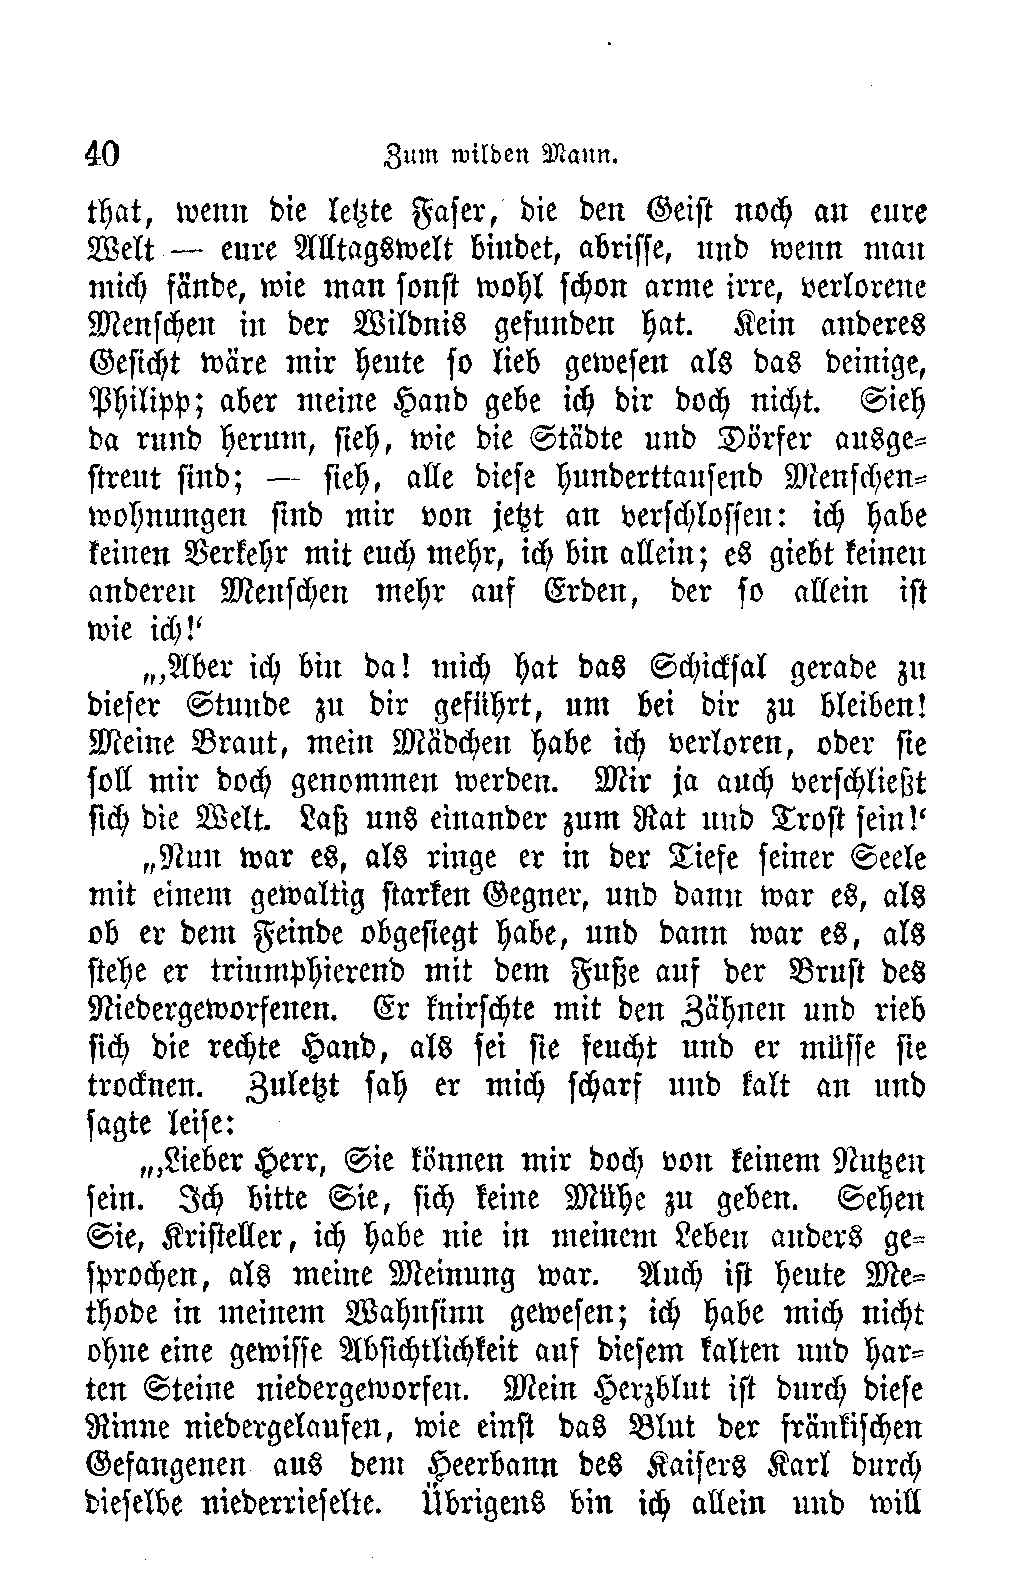 40 Zum wilden Mann.
that, wenn die letzte Faser, die den Geist noch an eure
Welt — eure Alltagswelt bindet, abrisse, und wenn man
mich fände, wie man sonst wohl schon arme irre, verlorene
Menschen in der Wildnis gefunden hat. Kein anderes
Gesicht wäre mir heute so lieb gewesen als das deinige,
Philipp; aber meine Hand gebe ich dir doch nicht. Sieh
da rund herum, sieh, wie die Städte und Dörfer ausge-
streut sind; — sieh, alle diese hunderttausend Menschen-
wohnungen sind mir von jetzt an verschlossen: ich habe
keinen Verkehr mit euch mehr, ich bin allein; es giebt keinen
anderen Menschen mehr auf Erden, der so allein ist
wie ich!‘
„‚Aber ich bin da! mich hat das Schicksal gerade zu
dieser Stunde zu dir geführt, um bei dir zu bleiben!
Meine Braut, mein Mädchen habe ich verloren, oder sie
soll mir doch genommen werden. Mir ja auch verschließt
sich die Welt. Laß uns einander zum Rat und Trost sein!‘
„Nun war es, als ringe er in der Tiefe seiner Seele
mit einem gewaltig starken Gegner, und dann war es, als
ob er dem Feinde obgesiegt habe, und dann war es, als
stehe er triumphierend mit dem Fuße auf der Brust des
Niedergeworfenen. Er knirschte mit den Zähnen und rieb
sich die rechte Hand, als sei sie feucht und er müsse sie
trocknen. Zuletzt sah er mich scharf und kalt an und
sagte leise:
„‚Lieber Herr, Sie können mir doch von keinem Nutzen
sein. Ich bitte Sie, sich keine Mühe zu geben. Sehen
Sie, Kristeller, ich habe nie in meinem Leben anders ge-
sprochen, als meine Meinung war. Auch ist heute Me-
thode in meinem Wahnsinn gewesen; ich habe mich nicht
ohne eine gewisse Absichtlichkeit auf diesem kalten und har-
ten Steine niedergeworfen. Mein Herzblut ist durch diese
Rinne niedergelaufen, wie einst das Blut der fränkischen
Gefangenen aus dem Heerbann des Kaisers Karl durch
dieselbe niederrieselte. Übrigens bin ich allein und will